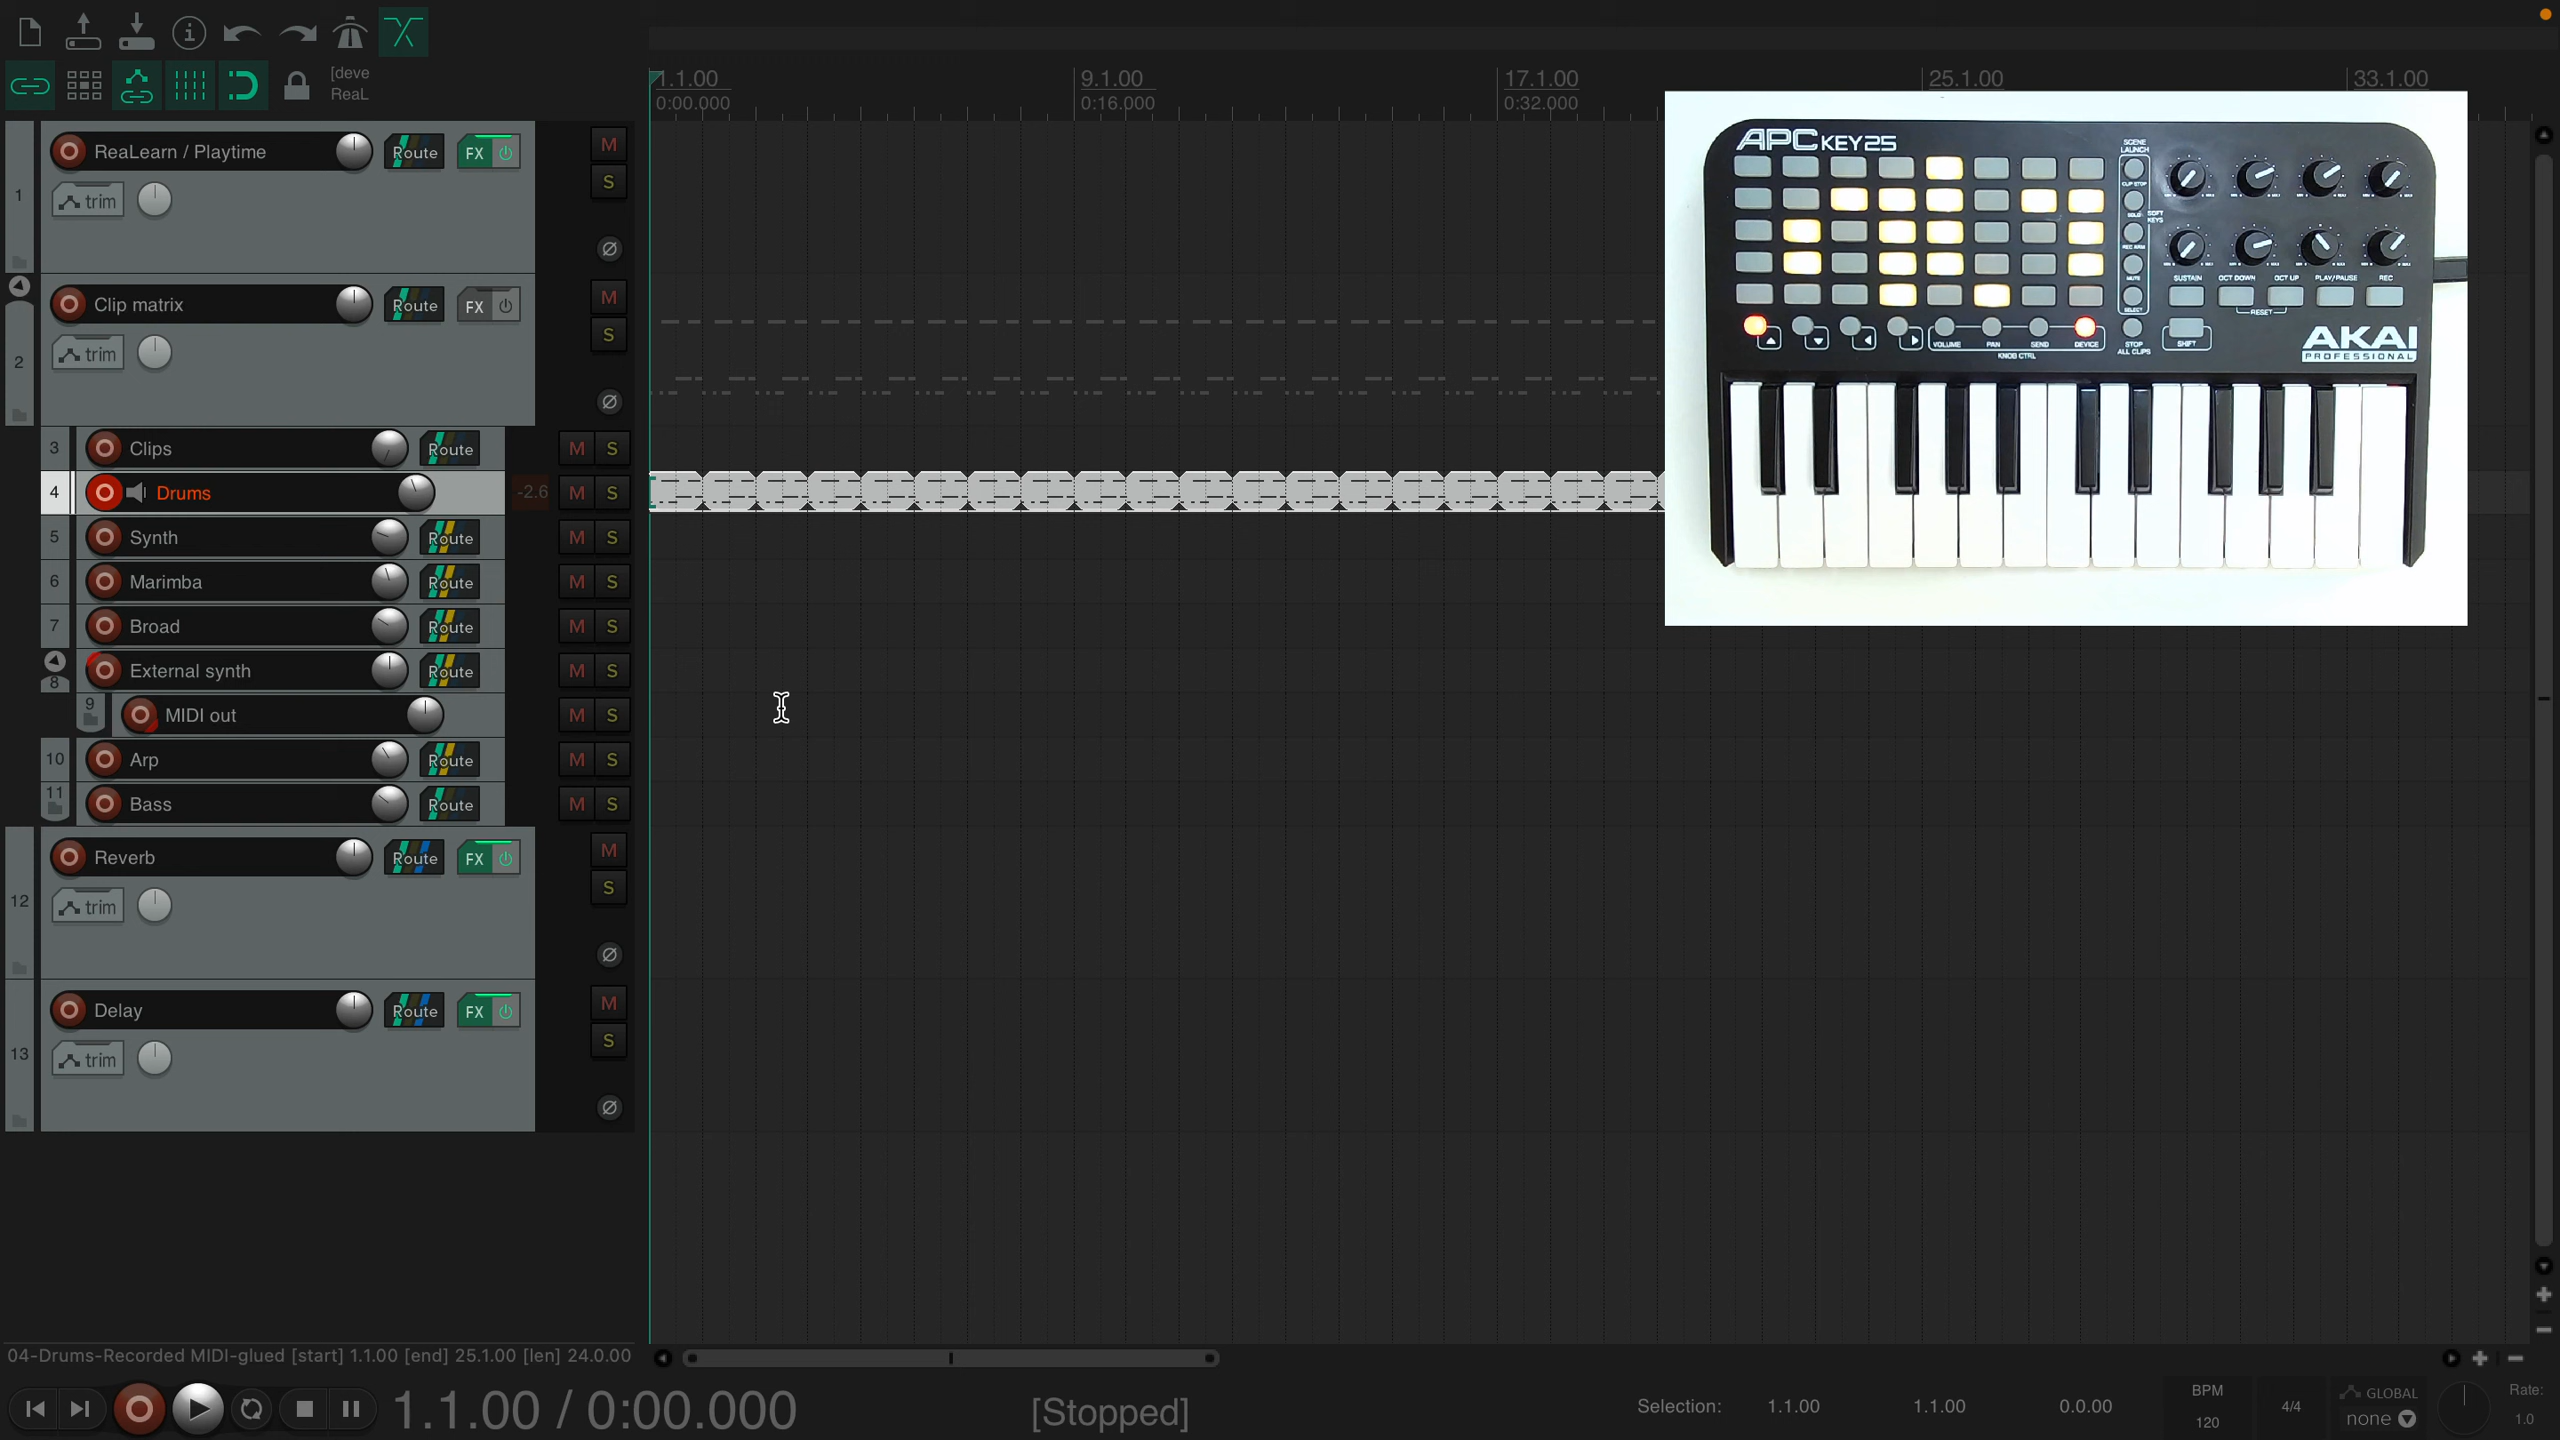 [deve
ReaL
1.1.00
9.1.00
17.1.00
25.1.00
33.1.00
0:00.000
0:16.000
0:32.000
1
ReaLearn / Playtime
Route
FX
M
trim
S
2
Clip matrix
Route
FX
M
trim
S
3
Clips
Route
M
S
4
Drums
-2.6
M
S
5
Synth
Route
M
S
6
Marimba
Route
M
S
7
Broad
Route
M
S
8
External synth
Route
M
S
9
MIDI out
M
S
10
Arp
Route
M
S
11
Bass
Route
M
S
12
Reverb
Route
FX
M
trim
S
13
Delay
Route
FX
M
trim
S
APC KEY25
SCENE
LAUNCH
CLIP STOP
SOLO
SOFT
KEYS
REC ARM
MUTE
SELECT
SUSTAIN
OCT DOWN
OCT UP
PLAY/PAUSE
REC
RESET
VOLUME
PAN
SEND
DEVICE
KNOB CTRL
STOP
ALL CLIPS
SHIFT
AKAI
PROFESSIONAL
04-Drums-Recorded MIDI-glued [start] 1.1.00 [end] 25.1.00 [len] 24.0.00
1.1.00 / 0:00.000
[Stopped]
Selection:
1.1.00
1.1.00
0.0.00
BPM
120
4/4
GLOBAL
none
Rate:
1.0